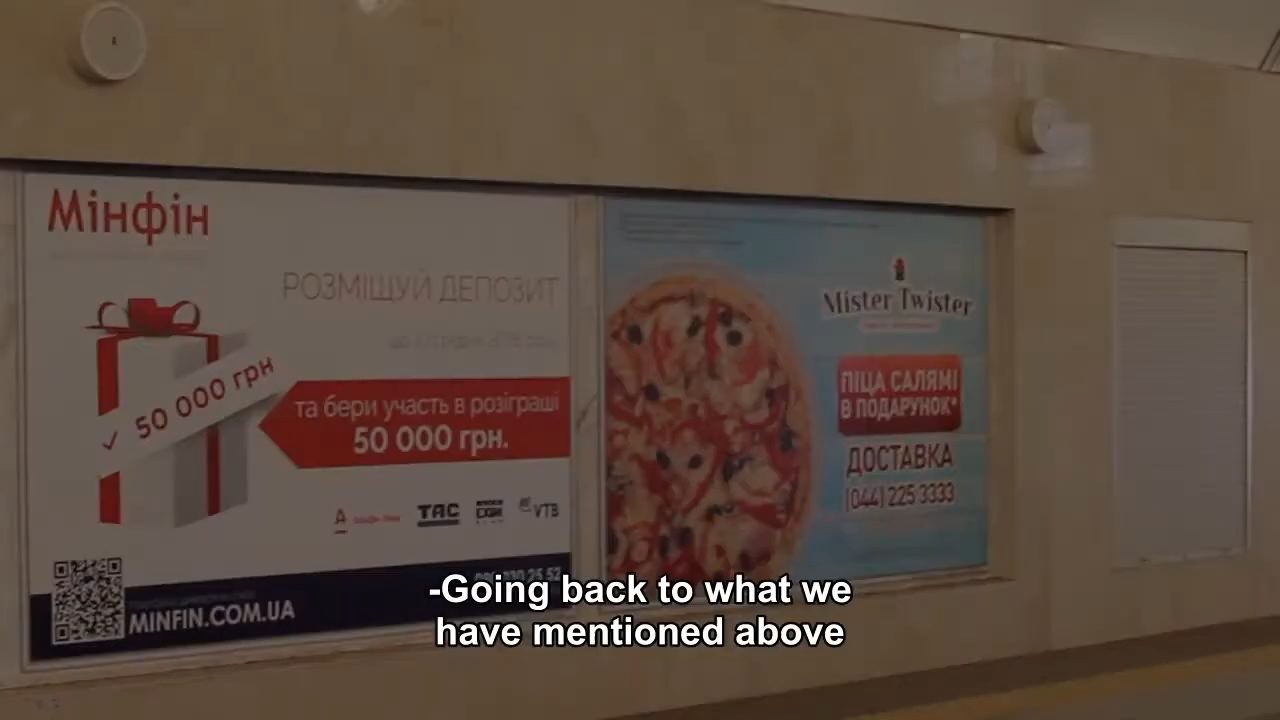 Мінфін
РОЗМІЩУЙ ДЕПОЗИТ
50 000 грн
та бери участь в розіграші
50 000 грн.
ТАС
VTB
MINFIN.COM.UA
Mister Twister
ПІЦА САЛЯМІ
В ПОДАРУНОК*
ДОСТАВКА
(044) 225 3333
-Going back to what we
have mentioned above